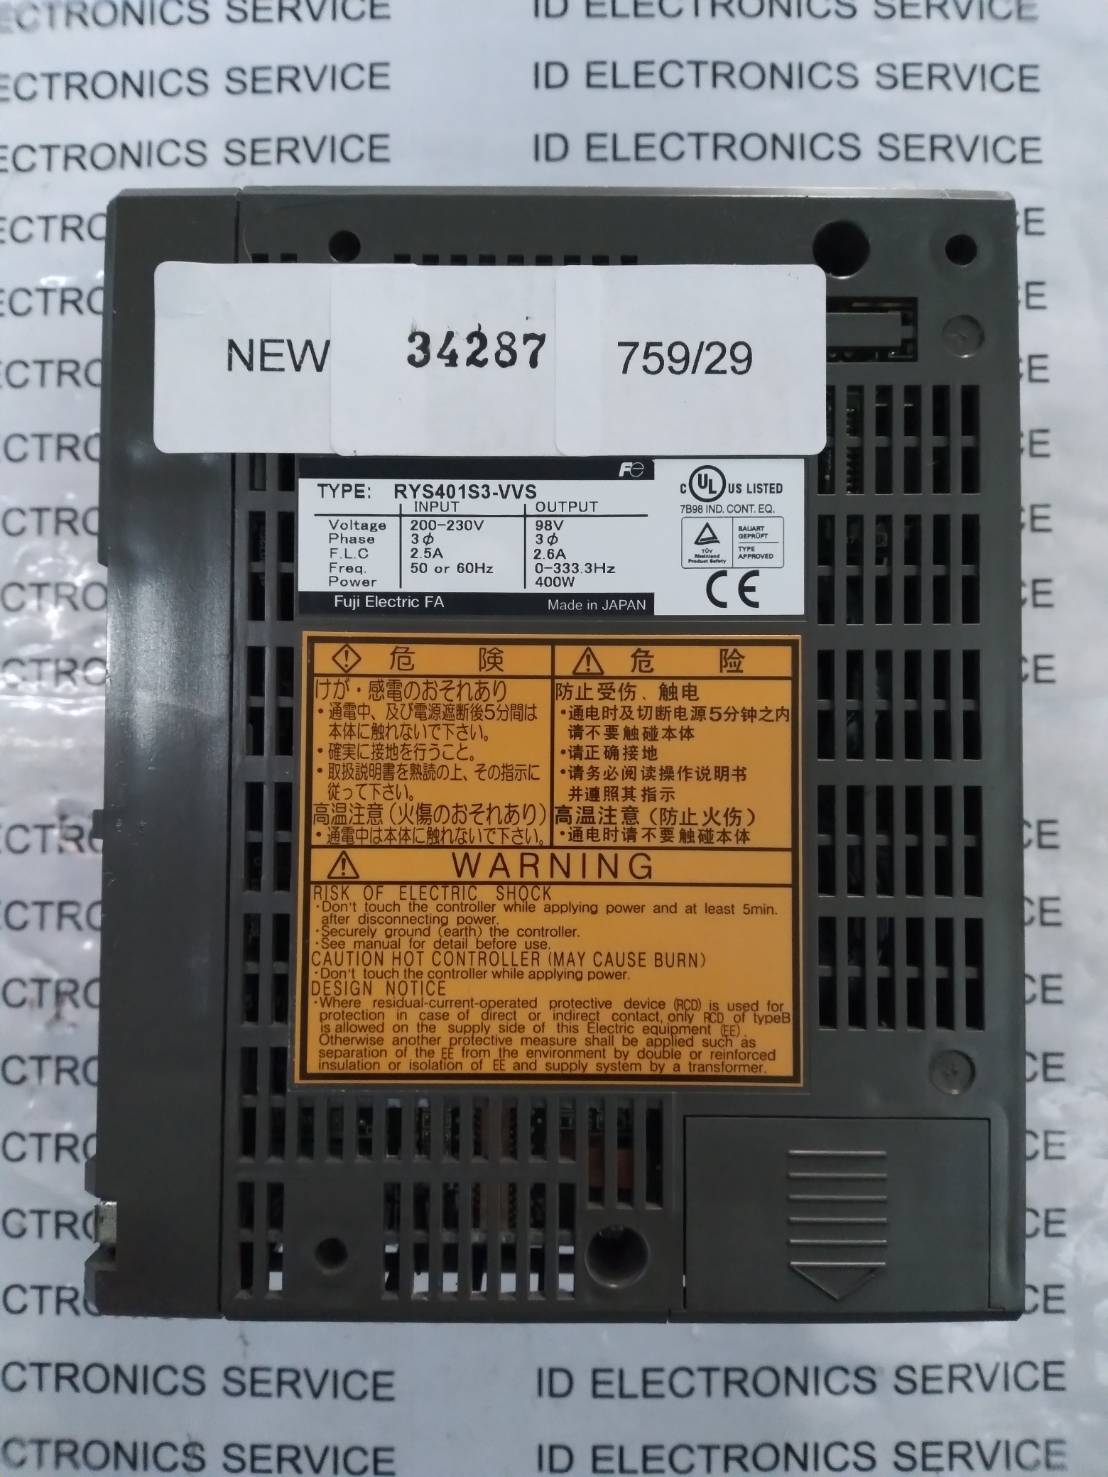 ECTRONICS SERVICE ID ELECTRONICS SERVICE
ECTRONICS SERVICE ID ELECTRONICS SERVICE
ECTRONICS SERVICE ID ELECTRONICS SERVICE
NEW 34287 759/29
Fe
TYPE: RYS401S3-VVS
INPUT OUTPUT
Voltage 200-230V 98V
Phase 3ϕ 3ϕ
F.L.C 2.5A 2.6A
Freq. 50 or 60Hz 0-333.3Hz
Power 400W
Fuji Electric FA Made in JAPAN
C UL US LISTED
7B98 IND. CONT. EQ.
BAUART
GEPRÜFT
TÜV
Rheinland
Product Safety
TYPE
APPROVED
CE
危 険
けが・感電のおそれあり
・通電中、及び電源遮断後5分間は
本体に触れないで下さい。
・確実に接地を行うこと。
・取扱説明書を熟読の上、その指示に
従って下さい。
高温注意(火傷のおそれあり)
・通電中は本体に触れないで下さい。
危 险
防止受伤、触电
・通电时及切断电源5分钟之内
请不要触碰本体
・请正确接地
・请务必阅读操作说明书
并遵照其指示
高温注意(防止火伤)
・通电时请不要触碰本体
WARNING
RISK OF ELECTRIC SHOCK
・Don't touch the controller while applying power and at least 5min.
after disconnecting power.
・Securely ground (earth) the controller.
・See manual for detail before use.
CAUTION HOT CONTROLLER (MAY CAUSE BURN)
・Don't touch the controller while applying power.
DESIGN NOTICE
・Where residual-current-operated protective device (RCD) is used for
protection in case of direct or indirect contact, only RCD of typeB
is allowed on the supply side of this Electric equipment (EE).
Otherwise another protective measure shall be applied such as
separation of the EE from the environment by double or reinforced
insulation or isolation of EE and supply system by a transformer.
CTRONICS SERVICE ID ELECTRONICS SERVICE
CTRONICS SERVICE ID ELECTRONICS SERVICE